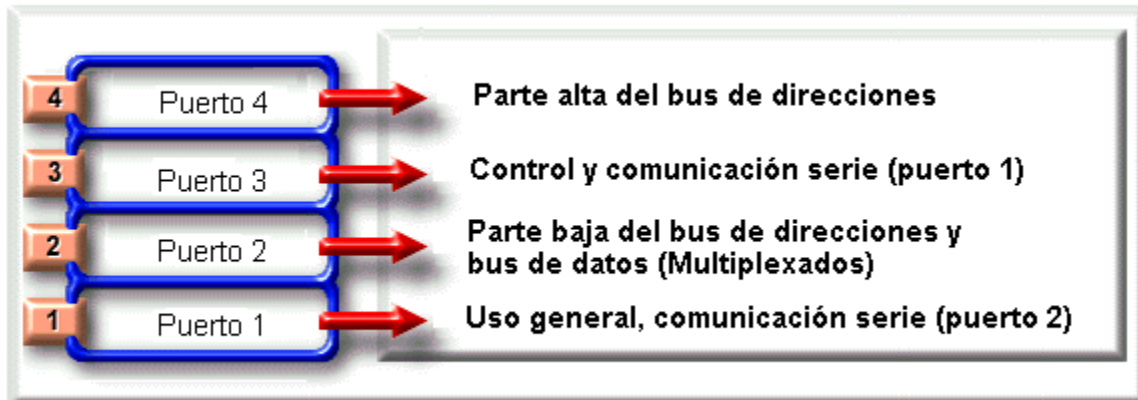 4 Puerto 4 Parte alta del bus de direcciones
3 Puerto 3 Control y comunicación serie (puerto 1)
2 Puerto 2 Parte baja del bus de direcciones y
bus de datos (Multiplexados)
1 Puerto 1 Uso general, comunicación serie (puerto 2)